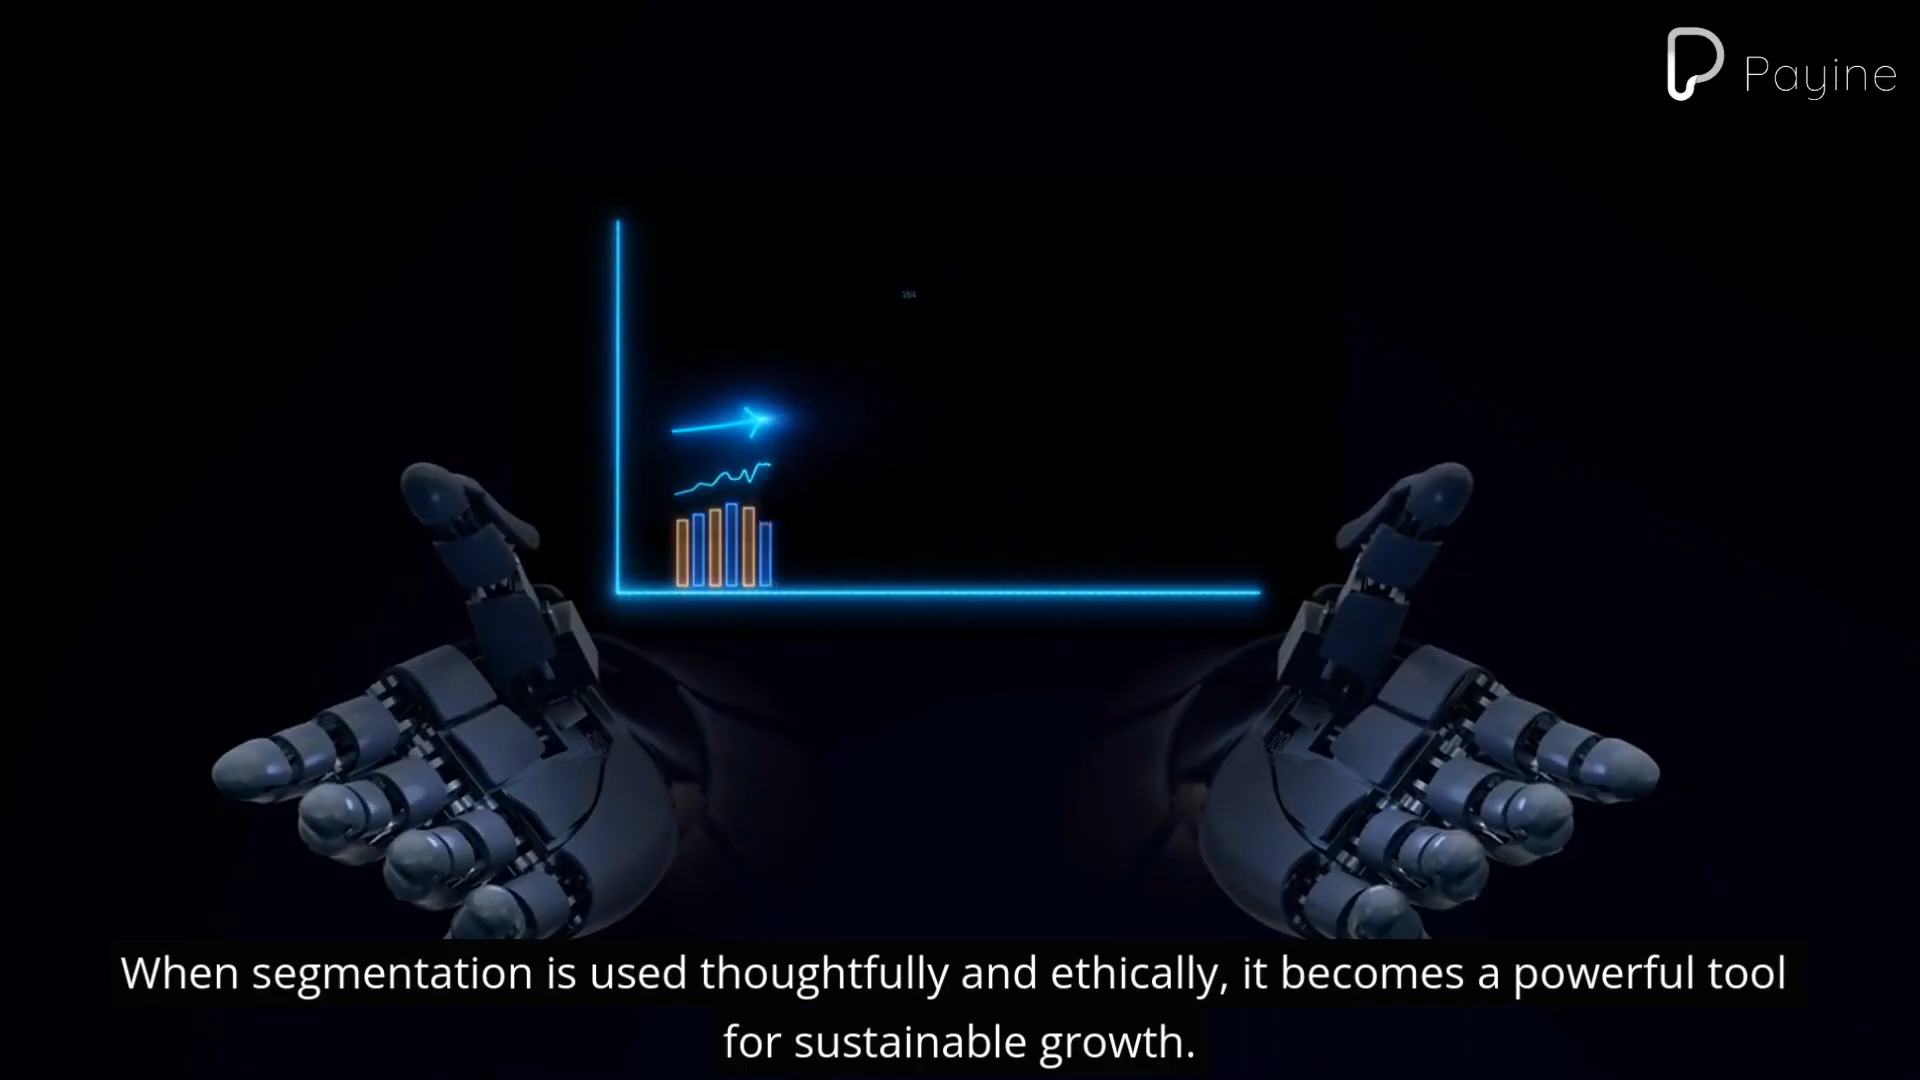 Payine
When segmentation is used thoughtfully and ethically, it becomes a powerful tool
for sustainable growth.